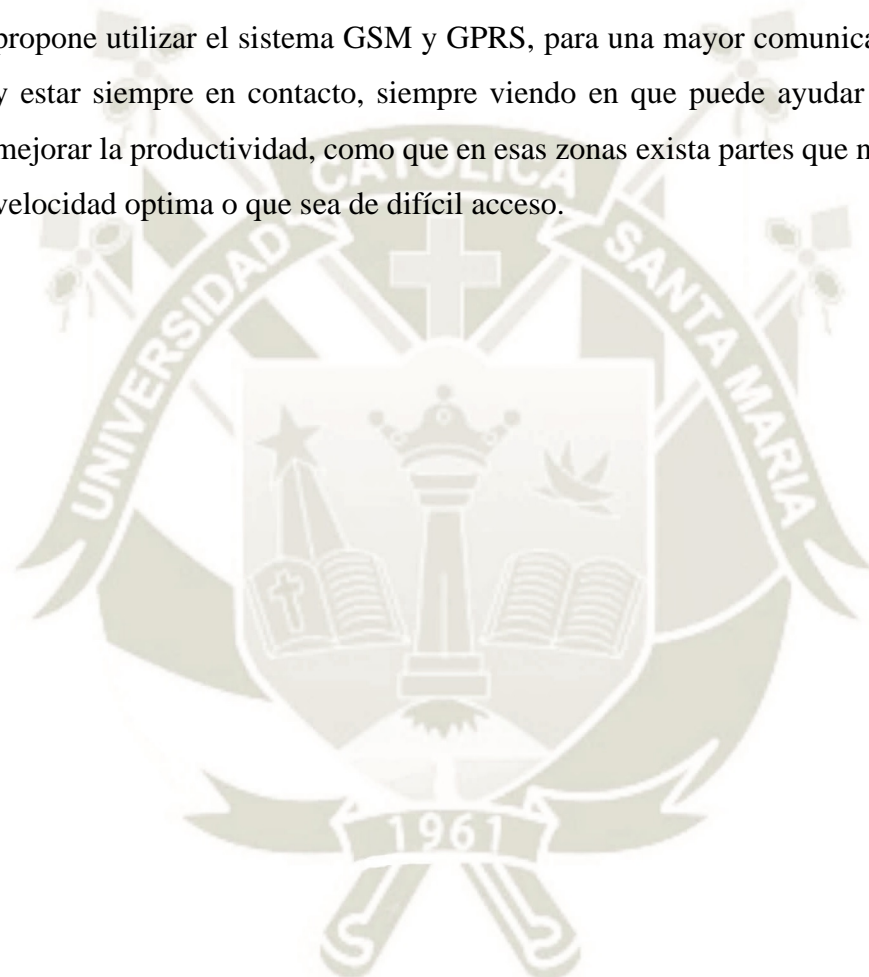 propone utilizar el sistema GSM y GPRS, para una mayor
y estar siempre en contacto, siempre viendo en que puede ayudar
mejorar la productividad, como que en esas zonas exista partes que
velocidad optima o que sea de difícil acceso.
CATOLICA
UNIVERSIDAD
SANTA MARIA
1961